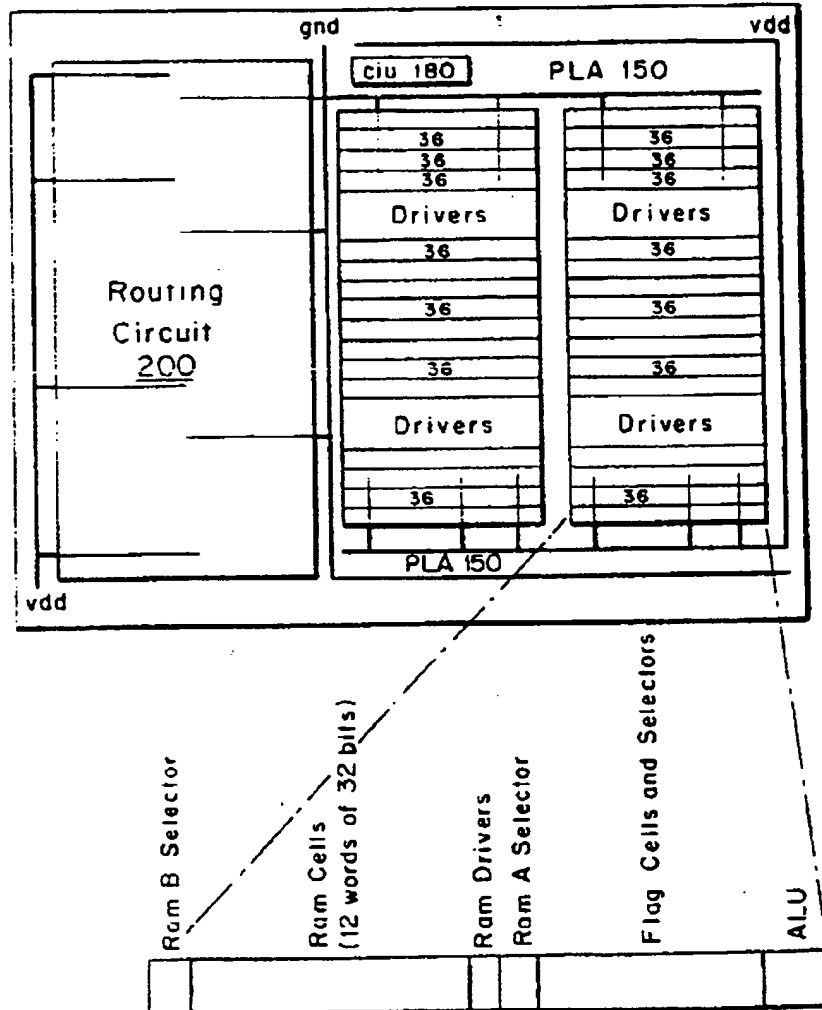 gnd
vdd
ciu 180
PLA 150
36
36
36
36
36
36
Drivers
Drivers
36
36
Routing
Circuit
200
36
36
36
36
Drivers
Drivers
36
36
PLA 150
vdd
Ram B Selector
Ram Cells
(12 words of 32 bits)
Ram Drivers
Ram A Selector
Flag Cells and Selectors
ALU